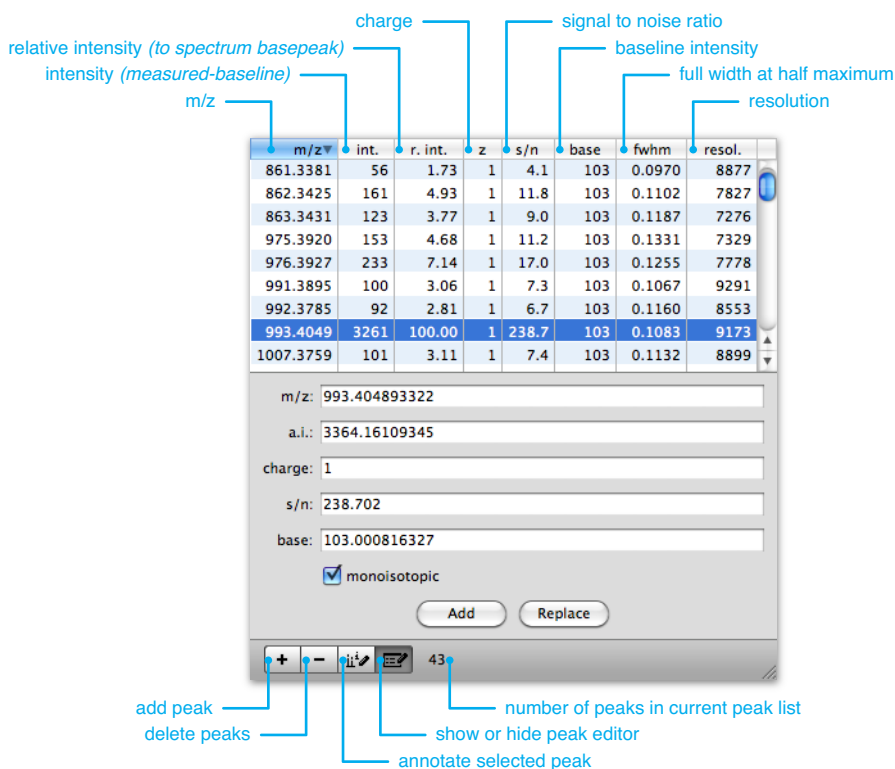 charge
signal to noise ratio
relative intensity (to spectrum basepeak)
baseline intensity
intensity (measured-baseline)
full width at half maximum
m/z
resolution
m/z int. r. int. z s/n base fwhm resol.
861.3381 56 1.73 1 4.1 103 0.0970 8877
862.3425 161 4.93 1 11.8 103 0.1102 7827
863.3431 123 3.77 1 9.0 103 0.1187 7276
975.3920 153 4.68 1 11.2 103 0.1331 7329
976.3927 233 7.14 1 17.0 103 0.1255 7778
991.3895 100 3.06 1 7.3 103 0.1067 9291
992.3785 92 2.81 1 6.7 103 0.1160 8553
993.4049 3261 100.00 1 238.7 103 0.1083 9173
1007.3759 101 3.11 1 7.4 103 0.1132 8899
m/z: 993.404893322
a.i.: 3364.16109345
charge: 1
s/n: 238.702
base: 103.000816327
monoisotopic
Add Replace
+ − 43
add peak
number of peaks in current peak list
delete peaks
show or hide peak editor
annotate selected peak